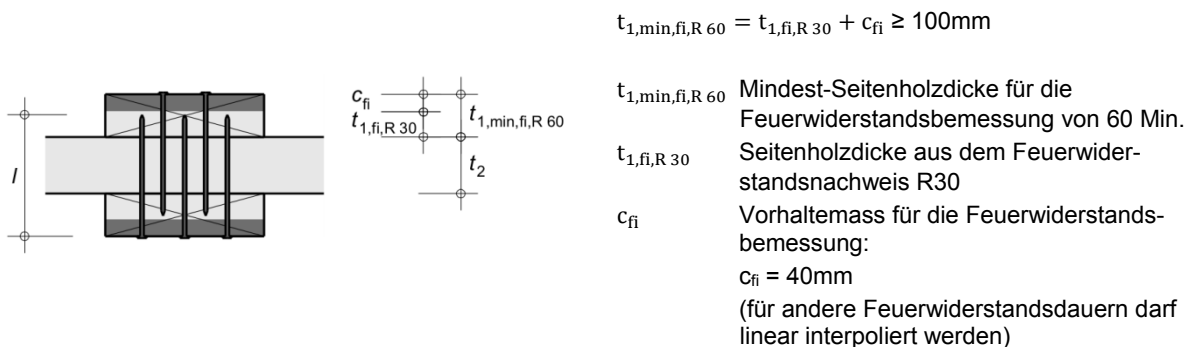 t1,min,fi,R 60 = t1,fi,R 30 + cfi ≥ 100mm
l
cfi
t1,fi,R 30
t1,min,fi,R 60
t2
t1,min,fi,R 60 Mindest-Seitenholzdicke für die
Feuerwiderstandsbemessung von 60 Min.
t1,fi,R 30 Seitenholzdicke aus dem Feuerwider-
standsnachweis R30
cfi Vorhaltemass für die Feuerwiderstands-
bemessung:
cfi = 40mm
(für andere Feuerwiderstandsdauern darf
linear interpoliert werden)